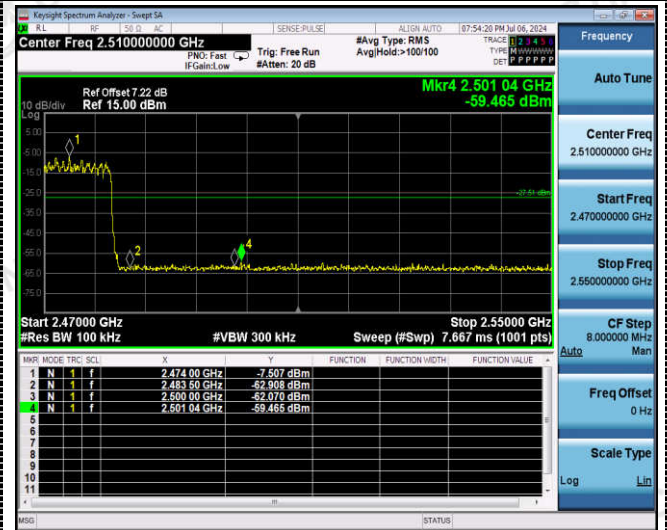 Keysight Spectrum Analyzer - Swept SA
RL RF 50 Ω AC SENSE:PULSE ALIGN AUTO 07:54:20 PM Jul 06, 2024
Center Freq 2.510000000 GHz
PNO: Fast
IFGain:Low
Trig: Free Run
#Atten: 20 dB
#Avg Type: RMS
Avg|Hold:>100/100
TRACE 1 2 3 4 5 6
TYPE M WWWWW
DET P P P P P P
Mkr4 2.501 04 GHz
-59.465 dBm
Ref Offset 7.22 dB
Ref 15.00 dBm
10 dB/div
Log
5.00
-5.00
-15.0
-25.0
-35.0
-45.0
-55.0
-65.0
-75.0
1
2
4
-27.51 dBm
Start 2.47000 GHz Stop 2.55000 GHz
#Res BW 100 kHz #VBW 300 kHz Sweep (#Swp) 7.667 ms (1001 pts)
MKR MODE TRC SCL X Y FUNCTION FUNCTION WIDTH FUNCTION VALUE
1 N 1 f 2.474 00 GHz -7.507 dBm
2 N 1 f 2.483 50 GHz -62.908 dBm
3 N 1 f 2.500 00 GHz -62.070 dBm
4 N 1 f 2.501 04 GHz -59.465 dBm
5
6
7
8
9
10
11
MSG STATUS
Frequency
Auto Tune
Center Freq
2.510000000 GHz
Start Freq
2.470000000 GHz
Stop Freq
2.550000000 GHz
CF Step
8.000000 MHz
Auto Man
Freq Offset
0 Hz
Scale Type
Log Lin